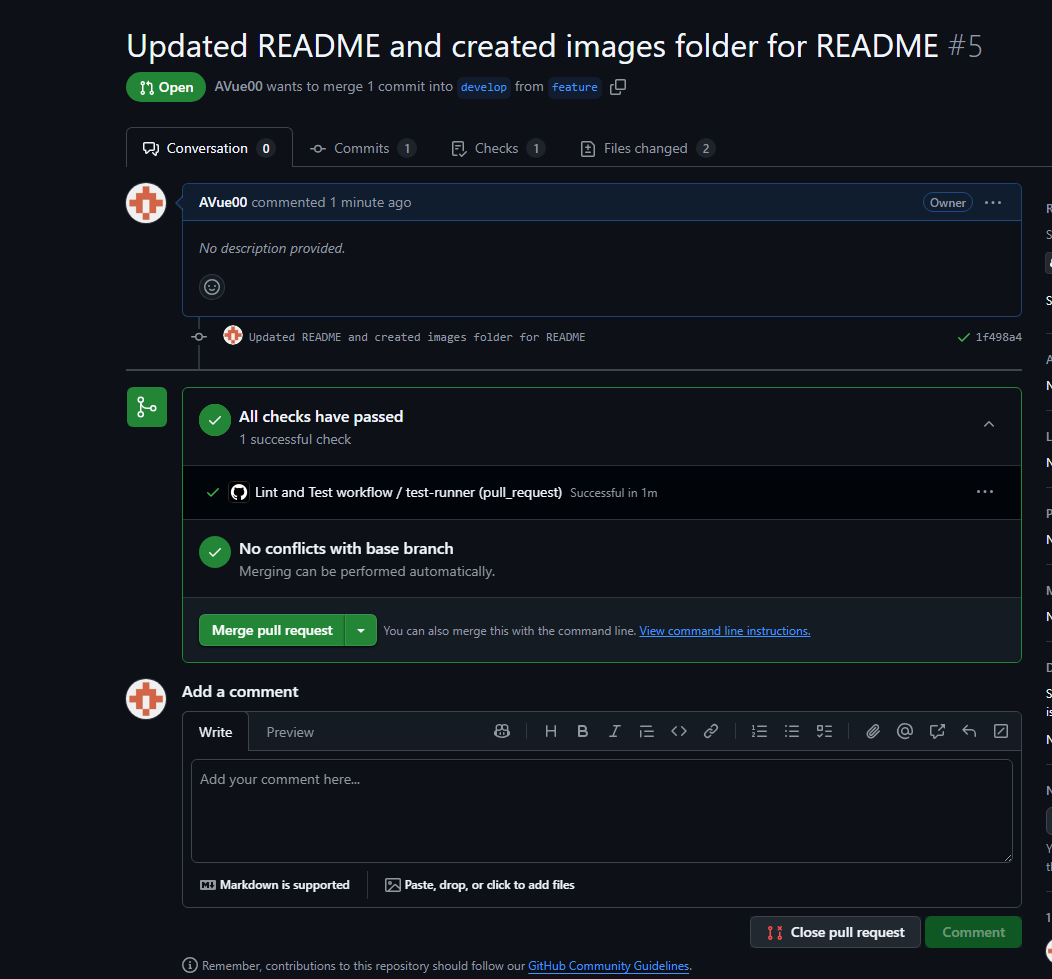 Updated README and created images folder for README #5
Open AVue00 wants to merge 1 commit into develop from feature
Conversation 0 Commits 1 Checks 1 Files changed 2
AVue00 commented 1 minute ago Owner
No description provided.
Updated README and created images folder for README 1f498a4
All checks have passed
1 successful check
Lint and Test workflow / test-runner (pull_request) Successful in 1m
No conflicts with base branch
Merging can be performed automatically.
Merge pull request You can also merge this with the command line. View command line instructions.
Add a comment
Write Preview
Add your comment here...
Markdown is supported Paste, drop, or click to add files
Close pull request Comment
Remember, contributions to this repository should follow our GitHub Community Guidelines.